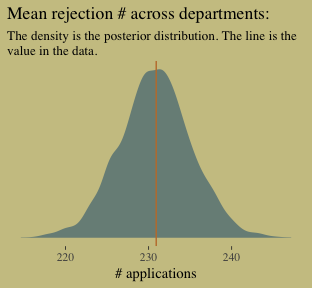 Mean rejection # across departments:
The density is the posterior distribution. The line is the
value in the data.
220 230 240
# applications